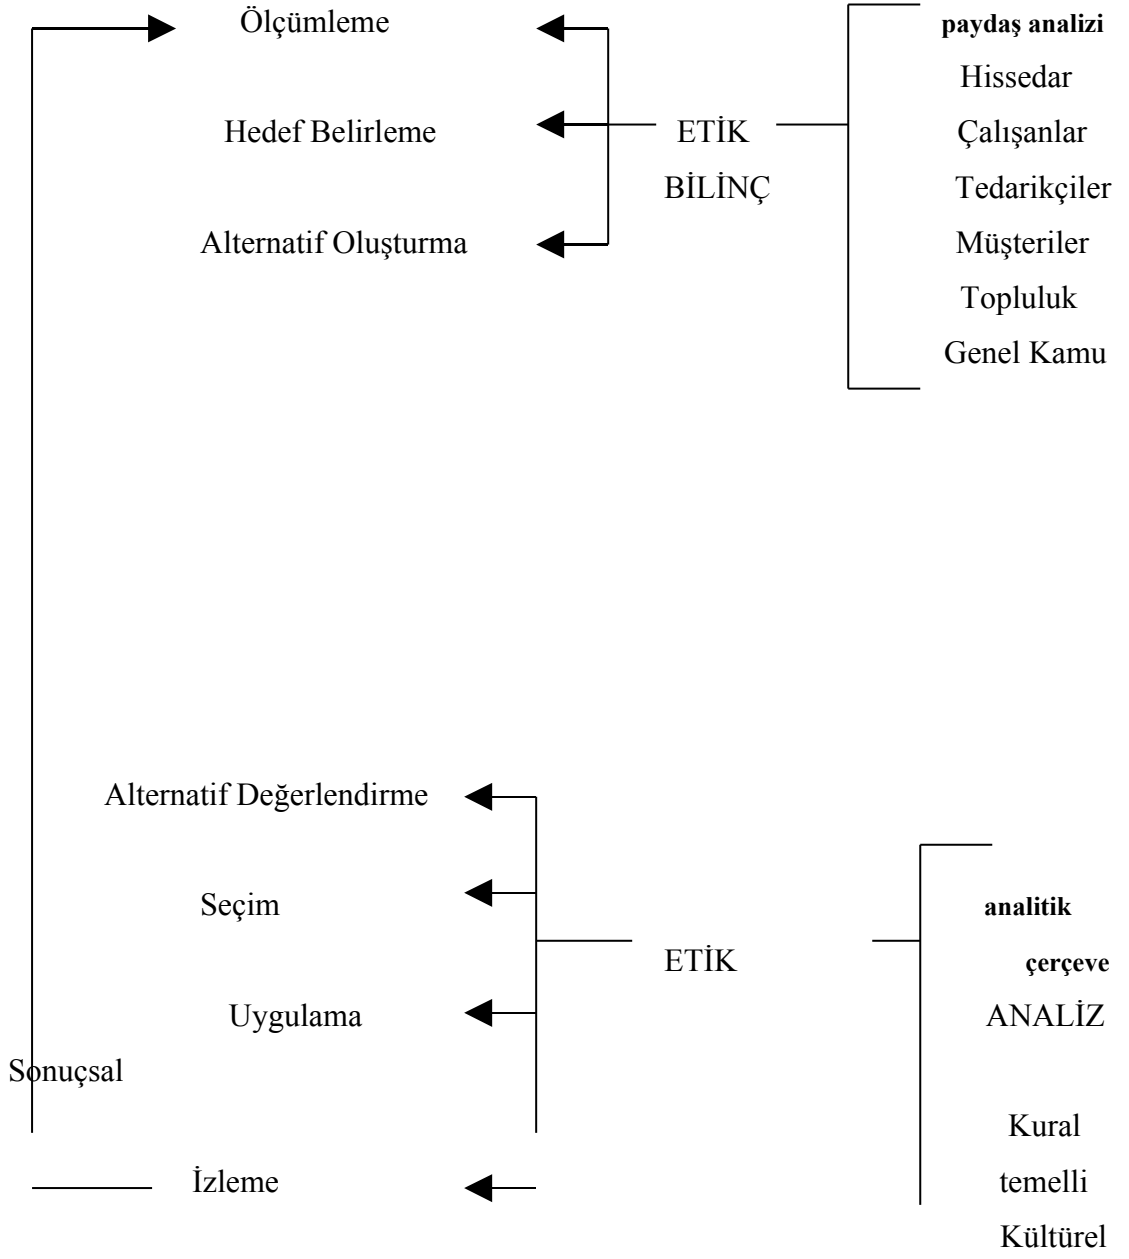 Ölçümleme
paydaş analizi
Hissedar
Hedef Belirleme
ETİK
Çalışanlar
BİLİNÇ
Tedarikçiler
Alternatif Oluşturma
Müşteriler
Topluluk
Genel Kamu
Alternatif Değerlendirme
Seçim
analitik
ETİK
çerçeve
Uygulama
ANALİZ
Sonuçsal
Kural
İzleme
temelli
Kültürel